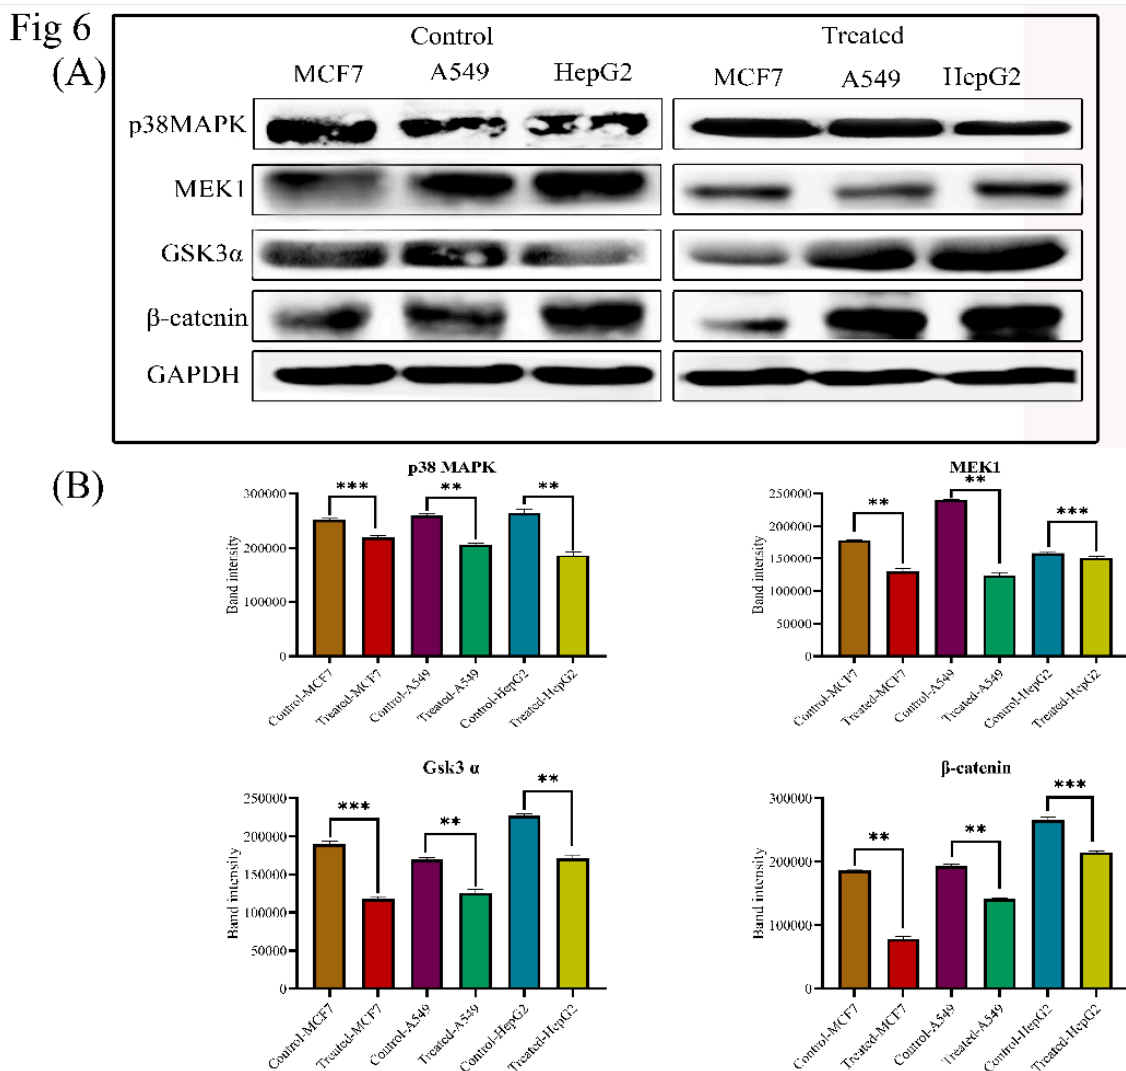 Fig 6
(A)
Control
Treated
MCF7 A549 HepG2
MCF7 A549 HepG2
p38MAPK
MEK1
GSK3α
β-catenin
GAPDH
(B)
p38 MAPK
Band intensity
300000
200000
100000
0
*** ** **
Control-MCF7
Treated-MCF7
Control-A549
Treated-A549
Control-HepG2
Treated-HepG2
MEK1
Band intensity
250000
200000
150000
100000
50000
0
** ** ***
Control-MCF7
Treated-MCF7
Control-A549
Treated-A549
Control-HepG2
Treated-HepG2
Gsk3 α
Band intensity
250000
200000
150000
100000
50000
0
*** ** **
Control-MCF7
Treated-MCF7
Control-A549
Treated-A549
Control-HepG2
Treated-HepG2
β-catenin
Band intensity
300000
200000
100000
0
** ** ***
Control-MCF7
Treated-MCF7
Control-A549
Treated-A549
Control-HepG2
Treated-HepG2